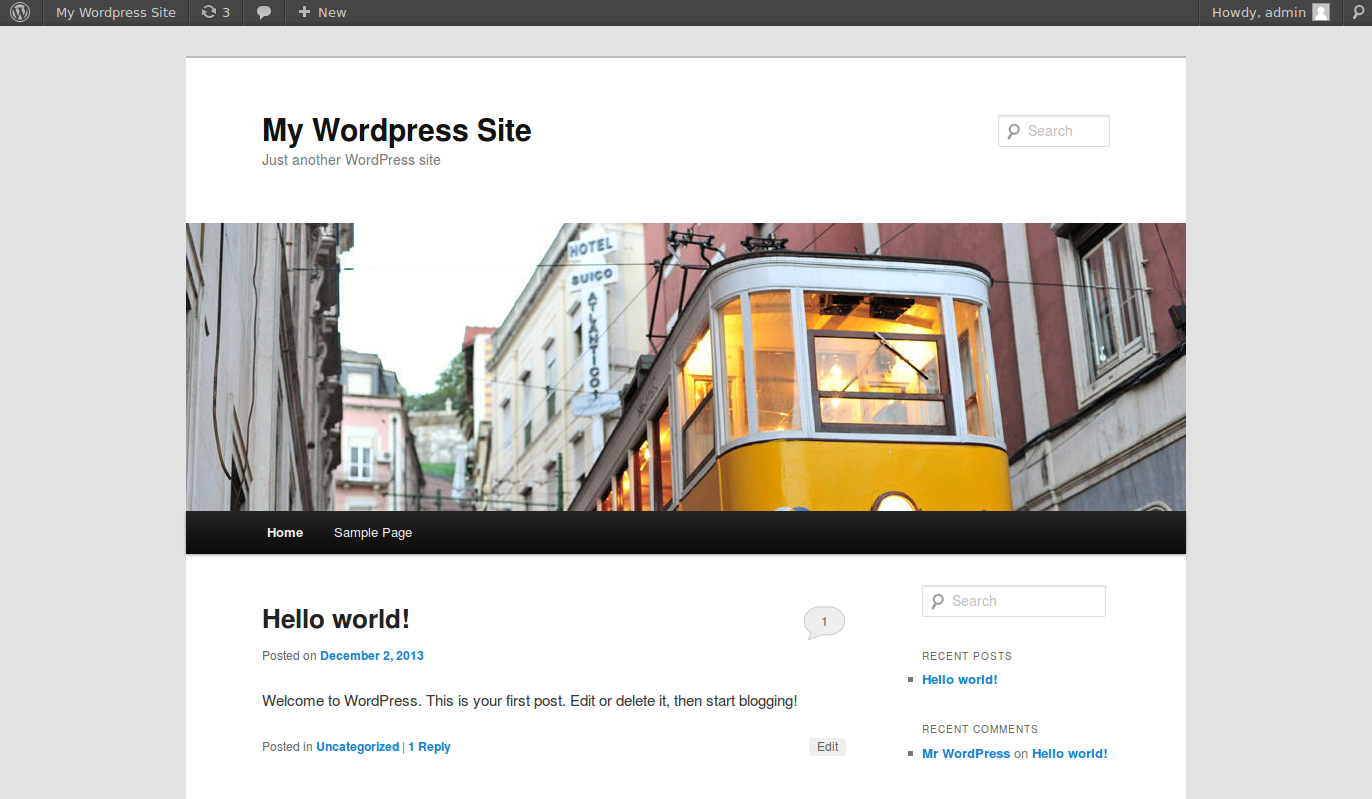 My Wordpress Site 3 New Howdy, admin
My Wordpress Site
Search
Just another WordPress site
HOTEL
SUIÇO
ATLANTICO
Home Sample Page
Search
Hello world!
1
Posted on December 2, 2013
Welcome to WordPress. This is your first post. Edit or delete it, then start blogging!
Posted in Uncategorized | 1 Reply
Edit
RECENT POSTS
Hello world!
RECENT COMMENTS
Mr WordPress on Hello world!